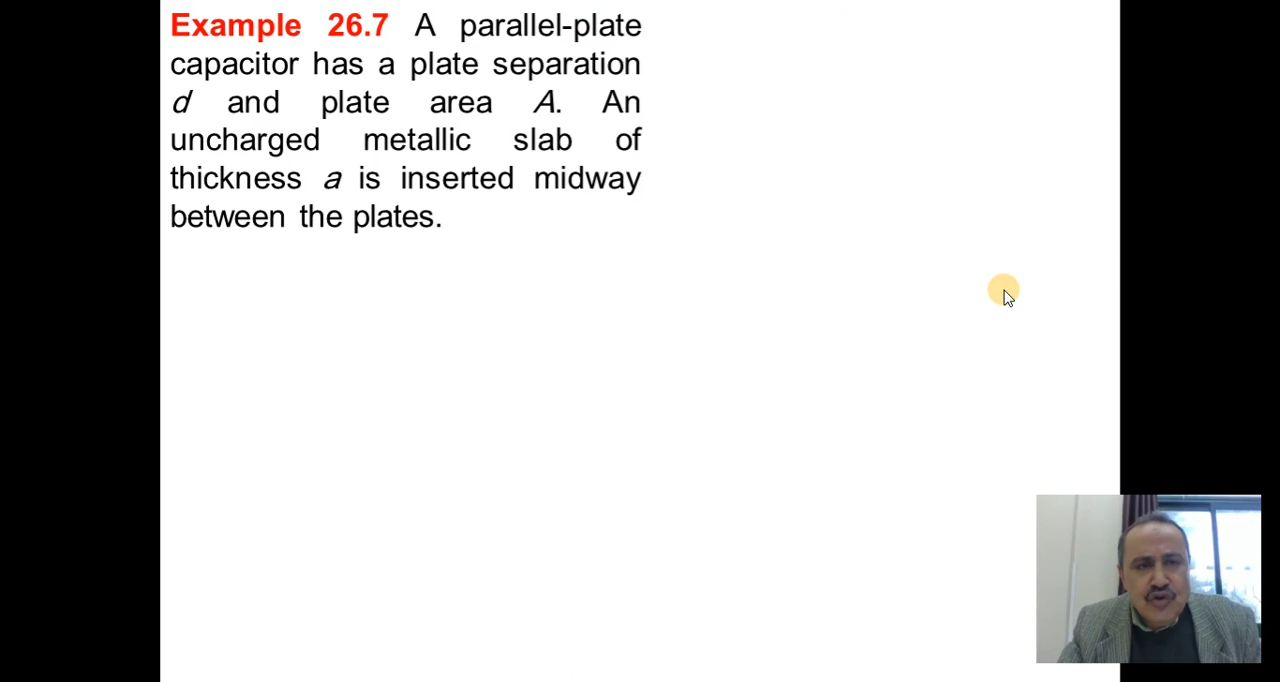 Example 26.7 A parallel-plate
capacitor has a plate separation
d and plate area A. An
uncharged metallic slab of
thickness a is inserted midway
between the plates.